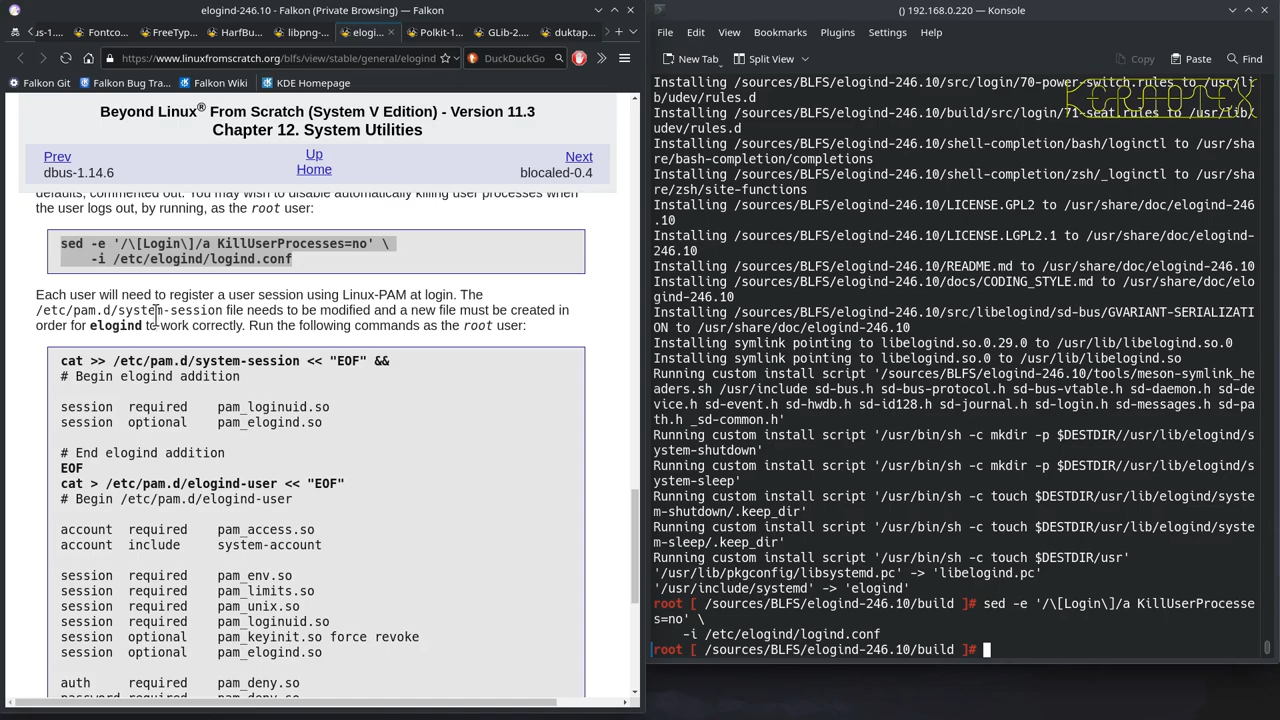 elogind-246.10 - Falkon (Private Browsing) — Falkon
us-1....
Fontco...
FreeTyp...
HarfBu...
libpng-...
elogi...
Polkit-1....
GLib-2....
duktap...
https://www.linuxfromscratch.org/blfs/view/stable/general/elogind
DuckDuckGo
Falkon Git
Falkon Bug Tra...
Falkon Wiki
KDE Homepage
Beyond Linux® From Scratch (System V Edition) - Version 11.3
Chapter 12. System Utilities
Prev
Up
Next
dbus-1.14.6
Home
blocaled-0.4
defaults, commented out. You may wish to disable automatically killing user processes when
the user logs out, by running, as the root user:
sed -e '/\[Login\]/a KillUserProcesses=no' \
-i /etc/elogind/logind.conf
Each user will need to register a user session using Linux-PAM at login. The
/etc/pam.d/system-session file needs to be modified and a new file must be created in
order for elogind to work correctly. Run the following commands as the root user:
cat >> /etc/pam.d/system-session << "EOF" &&
# Begin elogind addition
session required pam_loginuid.so
session optional pam_elogind.so
# End elogind addition
EOF
cat > /etc/pam.d/elogind-user << "EOF"
# Begin /etc/pam.d/elogind-user
account required pam_access.so
account include system-account
session required pam_env.so
session required pam_limits.so
session required pam_unix.so
session required pam_loginuid.so
session optional pam_keyinit.so force revoke
session optional pam_elogind.so
auth required pam_deny.so
password required pam_deny.so
() 192.168.0.220 — Konsole
File Edit View Bookmarks Plugins Settings Help
New Tab
Split View
Copy
Paste
Find
Installing /sources/BLFS/elogind-246.10/src/login/70-power-switch.rules to /usr/li
b/udev/rules.d
Installing /sources/BLFS/elogind-246.10/build/src/login/71-seat.rules to /usr/lib/
udev/rules.d
Installing /sources/BLFS/elogind-246.10/shell-completion/bash/loginctl to /usr/sha
re/bash-completion/completions
Installing /sources/BLFS/elogind-246.10/shell-completion/zsh/_loginctl to /usr/sha
re/zsh/site-functions
Installing /sources/BLFS/elogind-246.10/LICENSE.GPL2 to /usr/share/doc/elogind-246
.10
Installing /sources/BLFS/elogind-246.10/LICENSE.LGPL2.1 to /usr/share/doc/elogind-
246.10
Installing /sources/BLFS/elogind-246.10/README.md to /usr/share/doc/elogind-246.10
Installing /sources/BLFS/elogind-246.10/docs/CODING_STYLE.md to /usr/share/doc/elo
gind-246.10
Installing /sources/BLFS/elogind-246.10/src/libelogind/sd-bus/GVARIANT-SERIALIZATI
ON to /usr/share/doc/elogind-246.10
Installing symlink pointing to libelogind.so.0.29.0 to /usr/lib/libelogind.so.0
Installing symlink pointing to libelogind.so.0 to /usr/lib/libelogind.so
Running custom install script '/sources/BLFS/elogind-246.10/tools/meson-symlink_he
aders.sh /usr/include sd-bus.h sd-bus-protocol.h sd-bus-vtable.h sd-daemon.h sd-de
vice.h sd-event.h sd-hwdb.h sd-id128.h sd-journal.h sd-login.h sd-messages.h sd-pa
th.h _sd-common.h'
Running custom install script '/usr/bin/sh -c mkdir -p $DESTDIR//usr/lib/elogind/s
ystem-shutdown'
Running custom install script '/usr/bin/sh -c mkdir -p $DESTDIR//usr/lib/elogind/s
ystem-sleep'
Running custom install script '/usr/bin/sh -c touch $DESTDIR/usr/lib/elogind/syste
m-shutdown/.keep_dir'
Running custom install script '/usr/bin/sh -c touch $DESTDIR/usr/lib/elogind/syste
m-sleep/.keep_dir'
Running custom install script '/usr/bin/sh -c touch $DESTDIR/usr'
'/usr/lib/pkgconfig/libsystemd.pc' -> 'libelogind.pc'
'/usr/include/systemd' -> 'elogind'
root [ /sources/BLFS/elogind-246.10/build ]# sed -e '/\[Login\]/a KillUserProcesse
s=no' \
-i /etc/elogind/logind.conf
root [ /sources/BLFS/elogind-246.10/build ]#